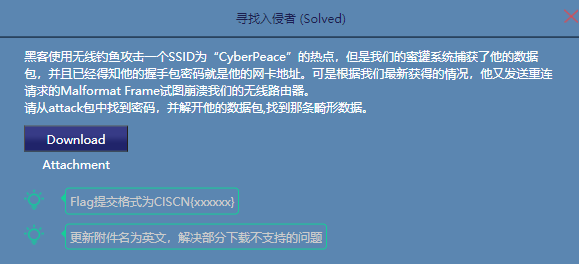 寻找入侵者 (Solved)
黑客使用无线钓鱼攻击一个SSID为“CyberPeace”的热点，但是我们的蜜罐系统捕获了他的数据
包，并且已经得知他的握手包密码就是他的网卡地址。可是根据我们最新获得的情况，他又发送重连
请求的Malformat Frame试图崩溃我们的无线路由器。
请从attack包中找到密码，并解开他的数据包,找到那条畸形数据。
Download
Attachment
Flag提交格式为CISCN{xxxxxx}
更新附件名为英文，解决部分下载不支持的问题